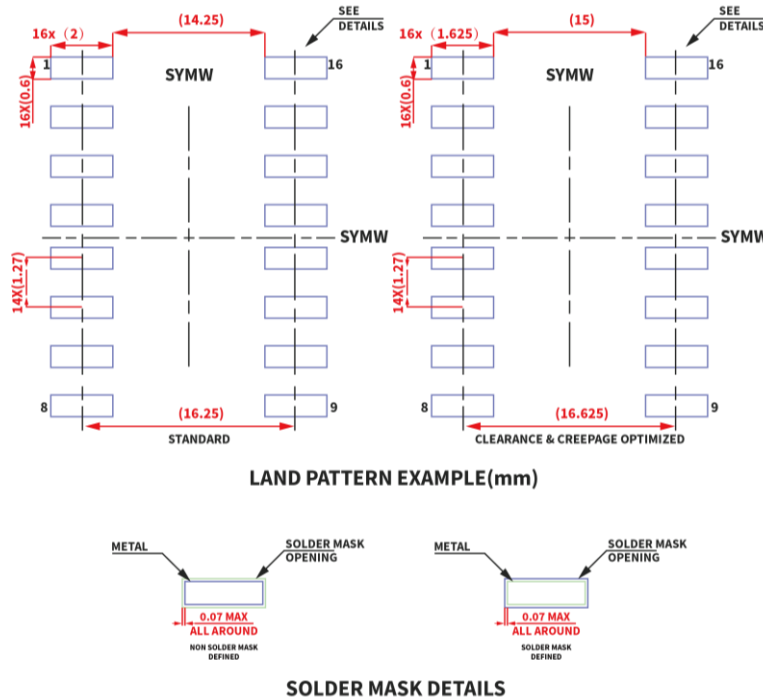 16x（2）
(14.25)
SEE
DETAILS
1
16
16X(0.6)
SYMW
SYMW
14X(1.27)
8
9
(16.25)
STANDARD
16x (1.625)
(15)
SEE
DETAILS
1
16
16X(0.6)
SYMW
SYMW
14X(1.27)
8
9
(16.625)
CLEARANCE & CREEPAGE OPTIMIZED
LAND PATTERN EXAMPLE(mm)
METAL
SOLDER MASK
OPENING
0.07 MAX
ALL AROUND
NON SOLDER MASK
DEFINED
METAL
SOLDER MASK
OPENING
0.07 MAX
ALL AROUND
SOLDER MASK
DEFINED
SOLDER MASK DETAILS